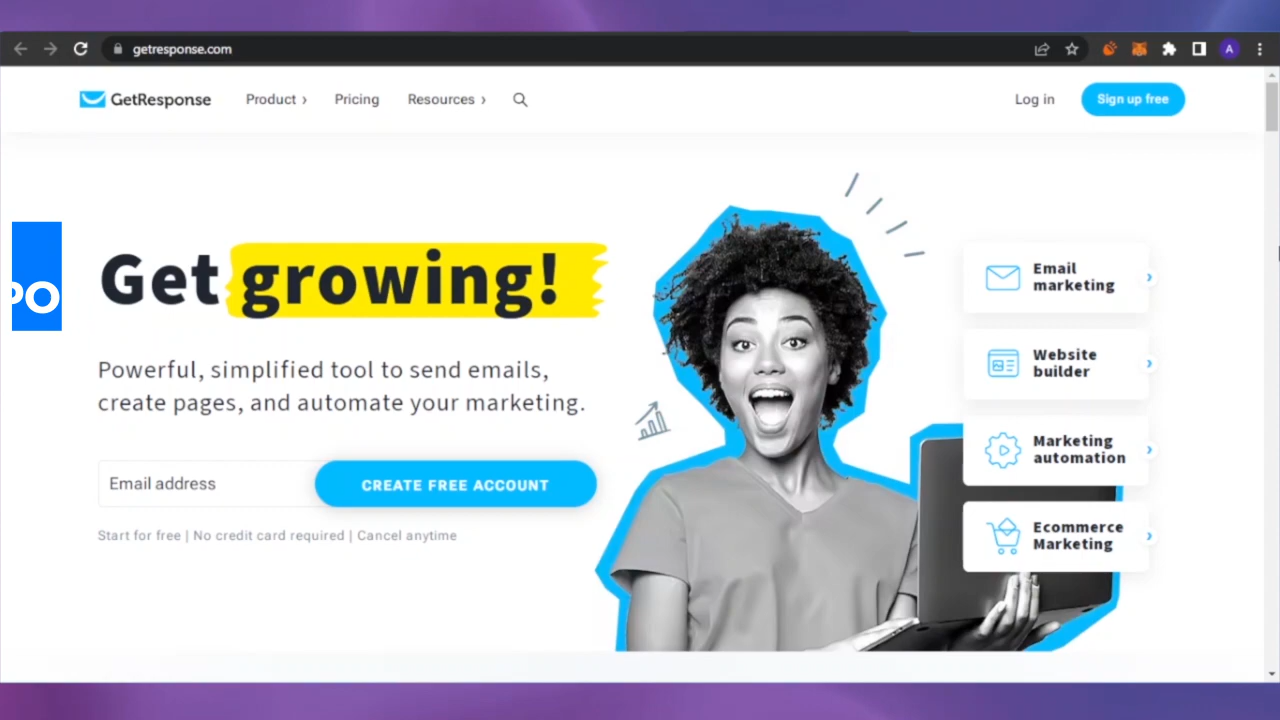 getresponse.com
A
GetResponse
Product
Pricing
Resources
Log in
Sign up free
PO
Get growing!
Powerful, simplified tool to send emails,
create pages, and automate your marketing.
Email address
CREATE FREE ACCOUNT
Start for free | No credit card required | Cancel anytime
Email
marketing
Website
builder
Marketing
automation
Ecommerce
Marketing